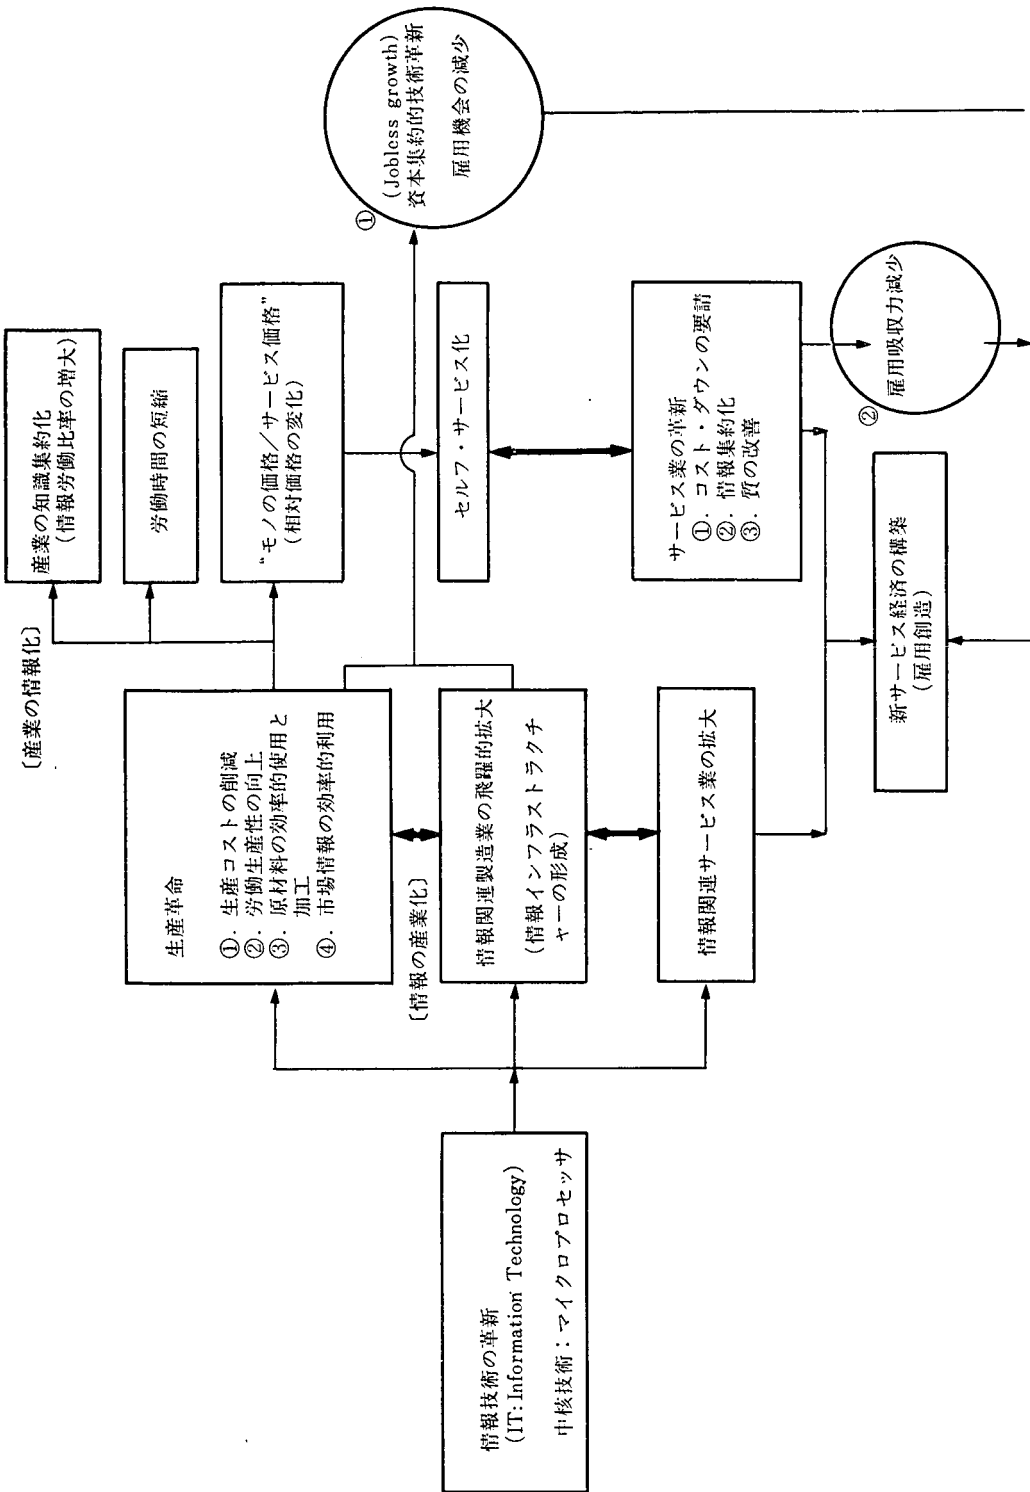 情報技術の革新
(IT: Information Technology)
中核技術：マイクロプロセッサ
生産革命
①．生産コストの削減
②．労働生産性の向上
③．原材料の効率的使用と
加工
④．市場情報の効率的利用
〔情報の産業化〕
情報関連製造業の飛躍的拡大
(情報インフラストラクチ
ャーの形成)
情報関連サービス業の拡大
〔産業の情報化〕
産業の知識集約化
(情報労働比率の増大)
労働時間の短縮
“モノの価格/サービス価格”
(相対価格の変化)
セルフ・サービス化
サービス業の革新
①．コスト・ダウンの要請
②．情報集約化
③．質の改善
新サービス経済の構築
(雇用創造)
①
(Jobless growth)
資本集約的技術革新
雇用機会の減少
②
雇用吸収力減少